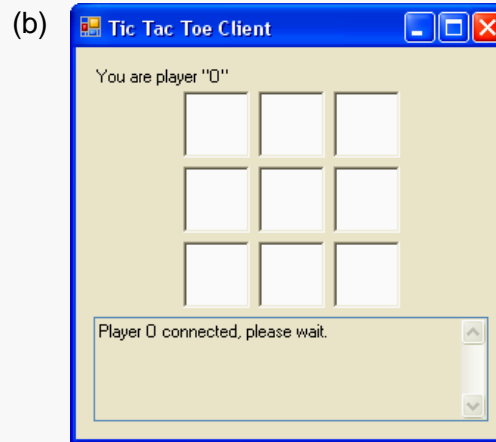 (b)
Tic Tac Toe Client
You are player "O"
Player O connected, please wait.